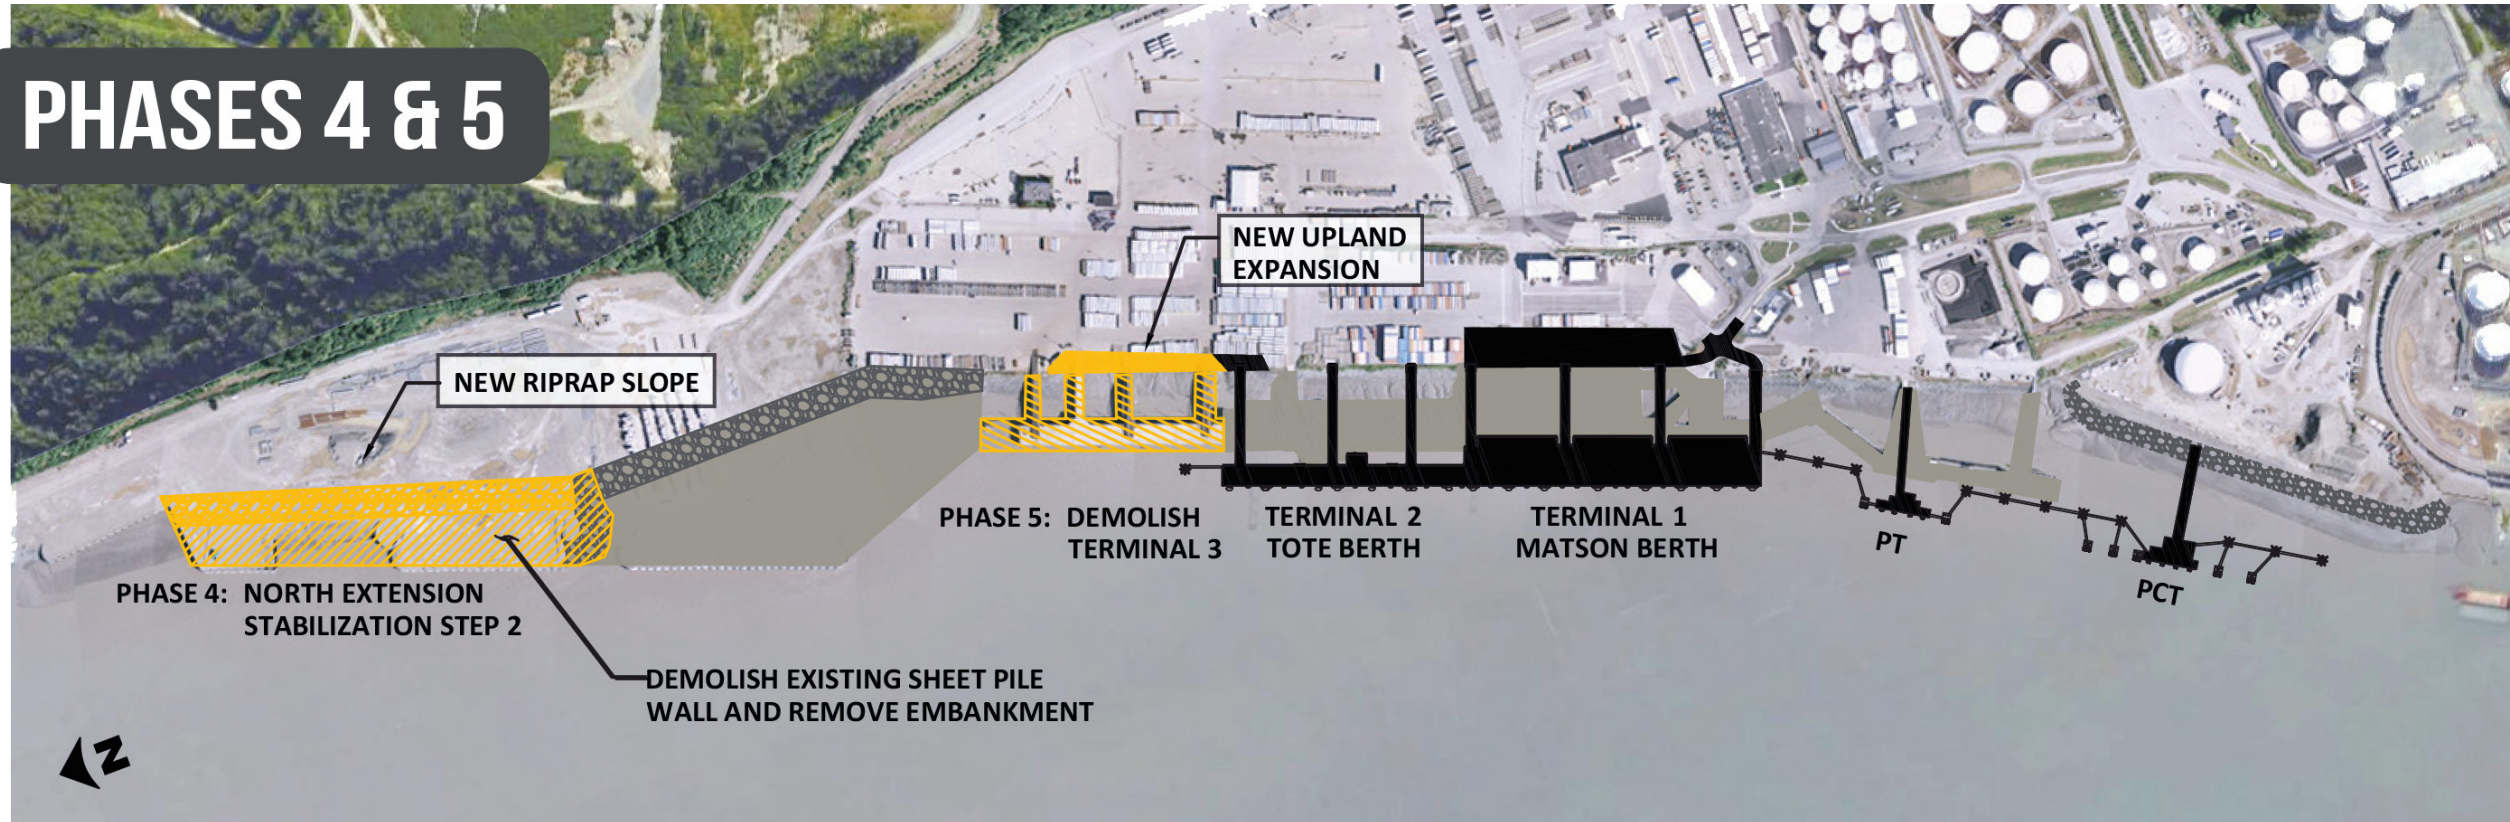 PHASES 4 & 5
NEW UPLAND
EXPANSION
NEW RIPRAP SLOPE
PHASE 5: DEMOLISH
TERMINAL 3
TERMINAL 2
TOTE BERTH
TERMINAL 1
MATSON BERTH
PT
PCT
PHASE 4: NORTH EXTENSION
STABILIZATION STEP 2
DEMOLISH EXISTING SHEET PILE
WALL AND REMOVE EMBANKMENT
N